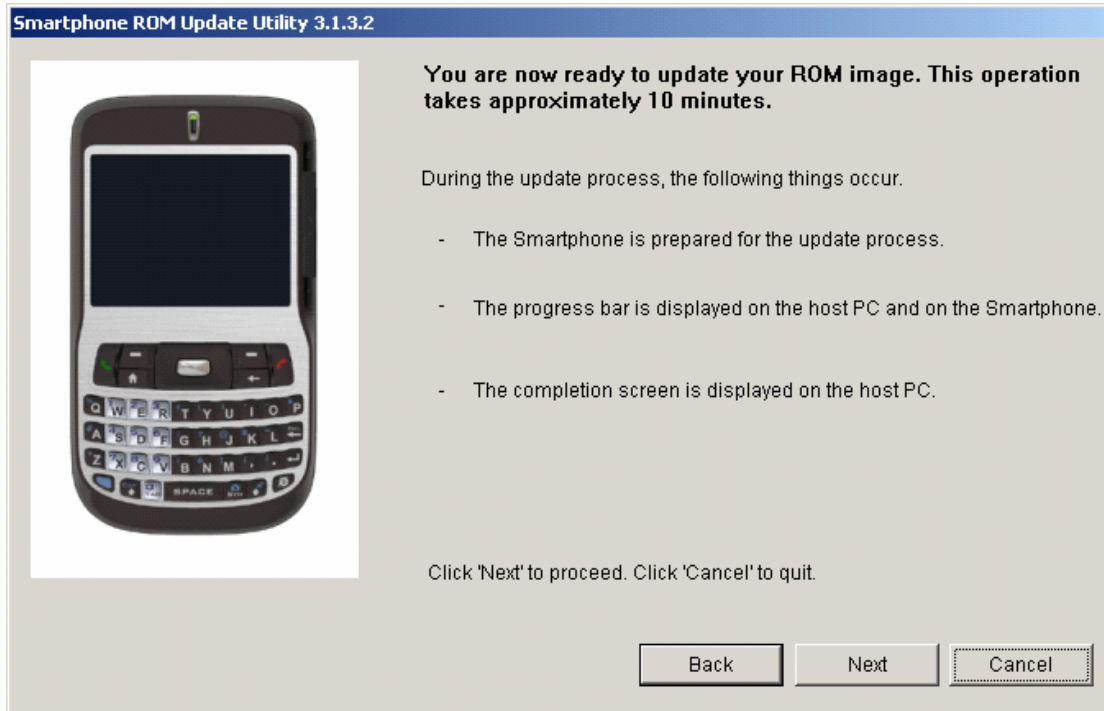 Smartphone ROM Update Utility 3.1.3.2
You are now ready to update your ROM image. This operation
takes approximately 10 minutes.
During the update process, the following things occur.
- The Smartphone is prepared for the update process.
- The progress bar is displayed on the host PC and on the Smartphone.
- The completion screen is displayed on the host PC.
Click 'Next' to proceed. Click 'Cancel' to quit.
Back Next Cancel
Q W E R T Y U I O P
A S D F G H J K L
Z X C V B N M , .
SPACE